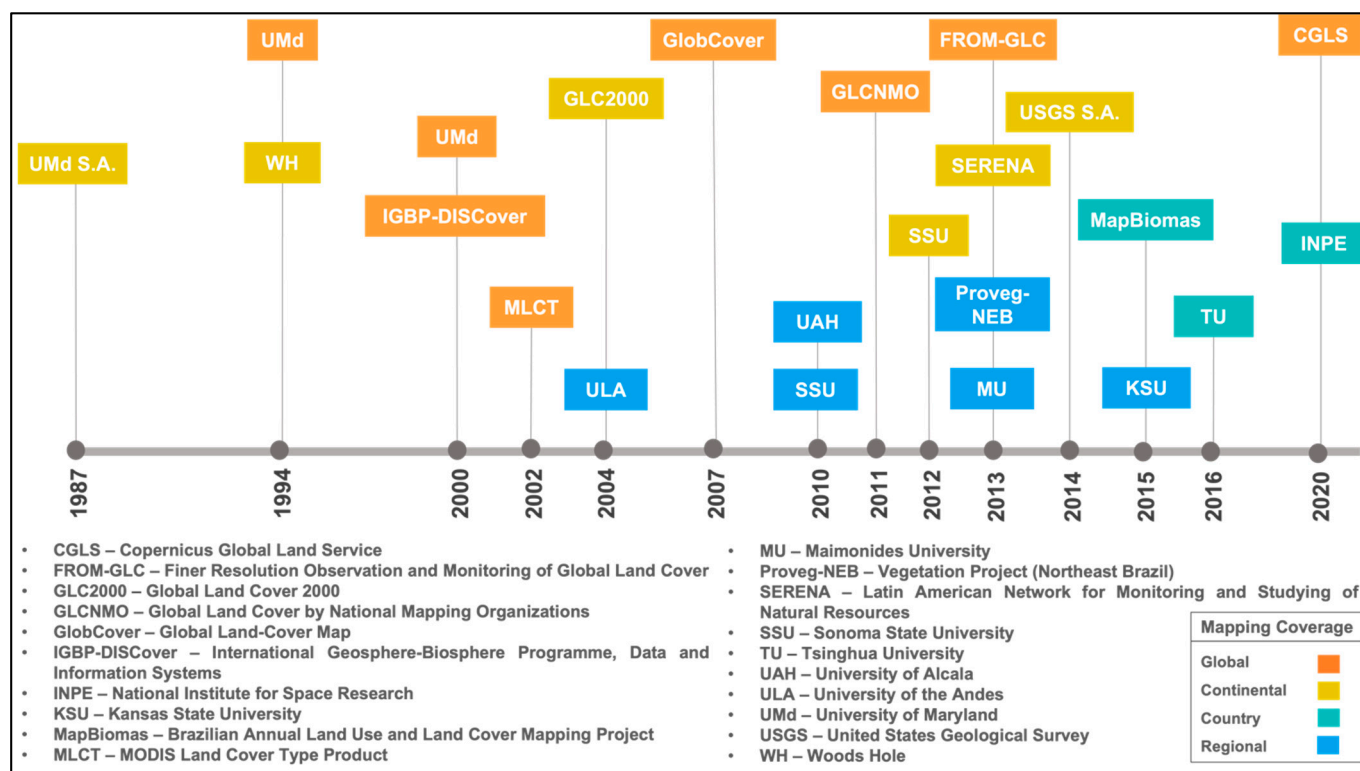 UMd
GlobCover
FROM-GLC
CGLS
GLC2000
GLCNMO
USGS S.A.
UMd
UMd S.A.
WH
SERENA
IGBP-DISCover
MapBiomas
SSU
INPE
MLCT
UAH
Proveg-
NEB
TU
ULA
SSU
MU
KSU
1987
1994
2000
2002
2004
2007
2010
2011
2012
2013
2014
2015
2016
2020
• CGLS – Copernicus Global Land Service
• FROM-GLC – Finer Resolution Observation and Monitoring of Global Land Cover
• GLC2000 – Global Land Cover 2000
• GLCNMO – Global Land Cover by National Mapping Organizations
• GlobCover – Global Land-Cover Map
• IGBP-DISCover – International Geosphere-Biosphere Programme, Data and
Information Systems
• INPE – National Institute for Space Research
• KSU – Kansas State University
• MapBiomas – Brazilian Annual Land Use and Land Cover Mapping Project
• MLCT – MODIS Land Cover Type Product
• MU – Maimonides University
• Proveg-NEB – Vegetation Project (Northeast Brazil)
• SERENA – Latin American Network for Monitoring and Studying of
Natural Resources
• SSU – Sonoma State University
• TU – Tsinghua University
• UAH – University of Alcala
• ULA – University of the Andes
• UMd – University of Maryland
• USGS – United States Geological Survey
• WH – Woods Hole
Mapping Coverage
Global
Continental
Country
Regional